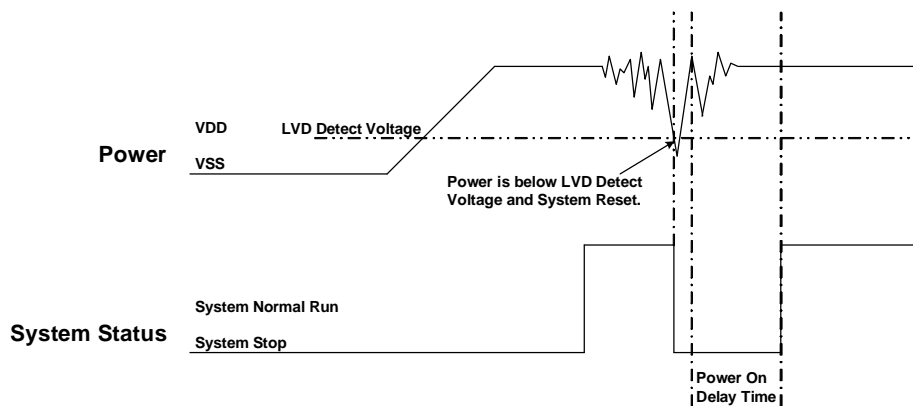 VDD
LVD Detect Voltage
Power
VSS
Power is below LVD Detect
Voltage and System Reset.
System Normal Run
System Status
System Stop
Power On
Delay Time